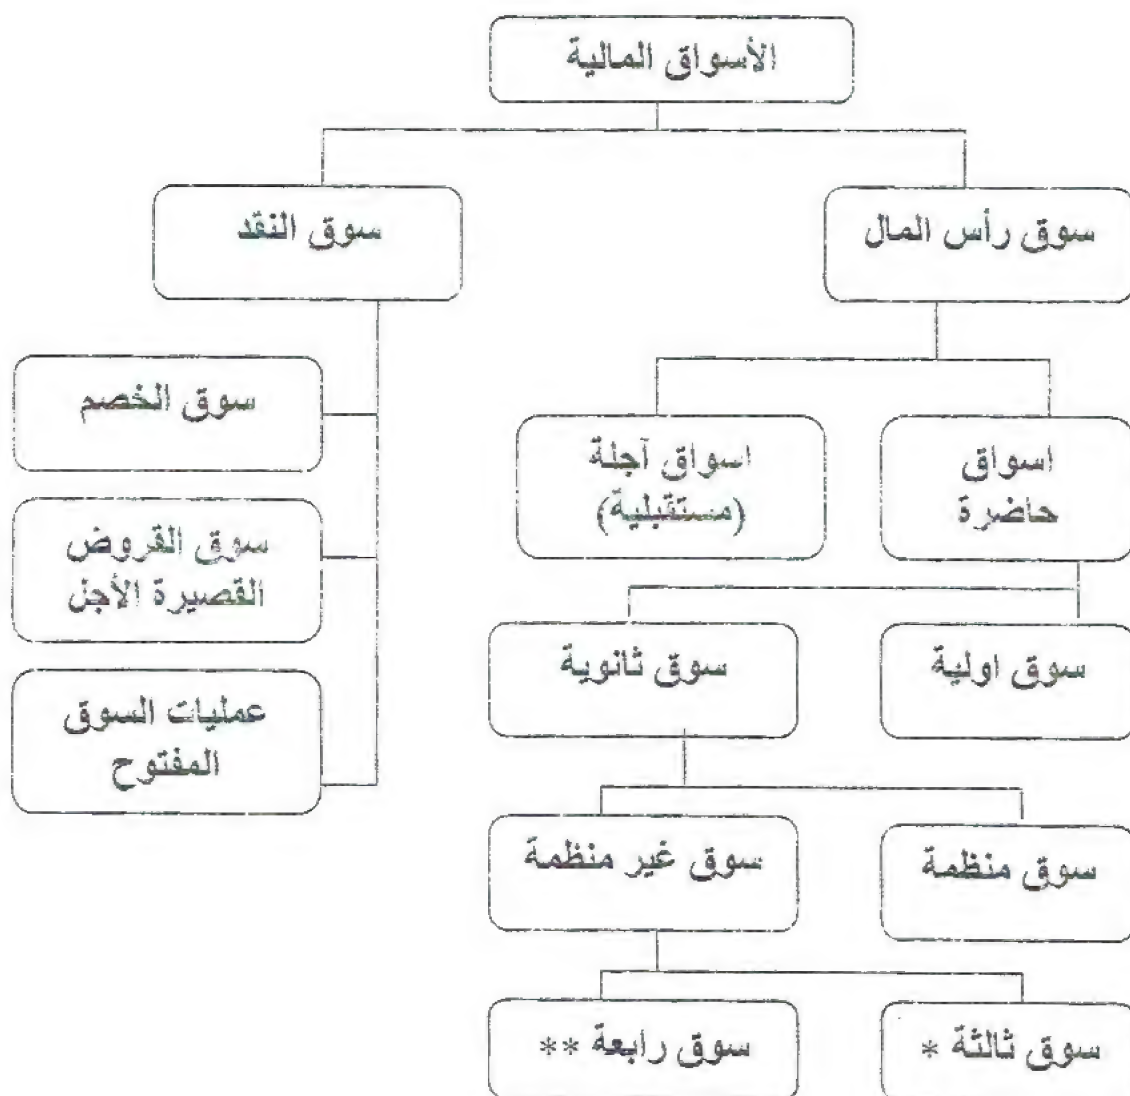 الأسواق المالية
سوق رأس المال
سوق النقد
اسواق
حاضرة
اسواق آجلة
(مستقبلية)
سوق اولية
سوق ثانوية
سوق منظمة
سوق غير منظمة
سوق ثالثة *
سوق رابعة **
سوق الخصم
سوق القروض
القصيرة الأجل
عمليات السوق
المفتوح